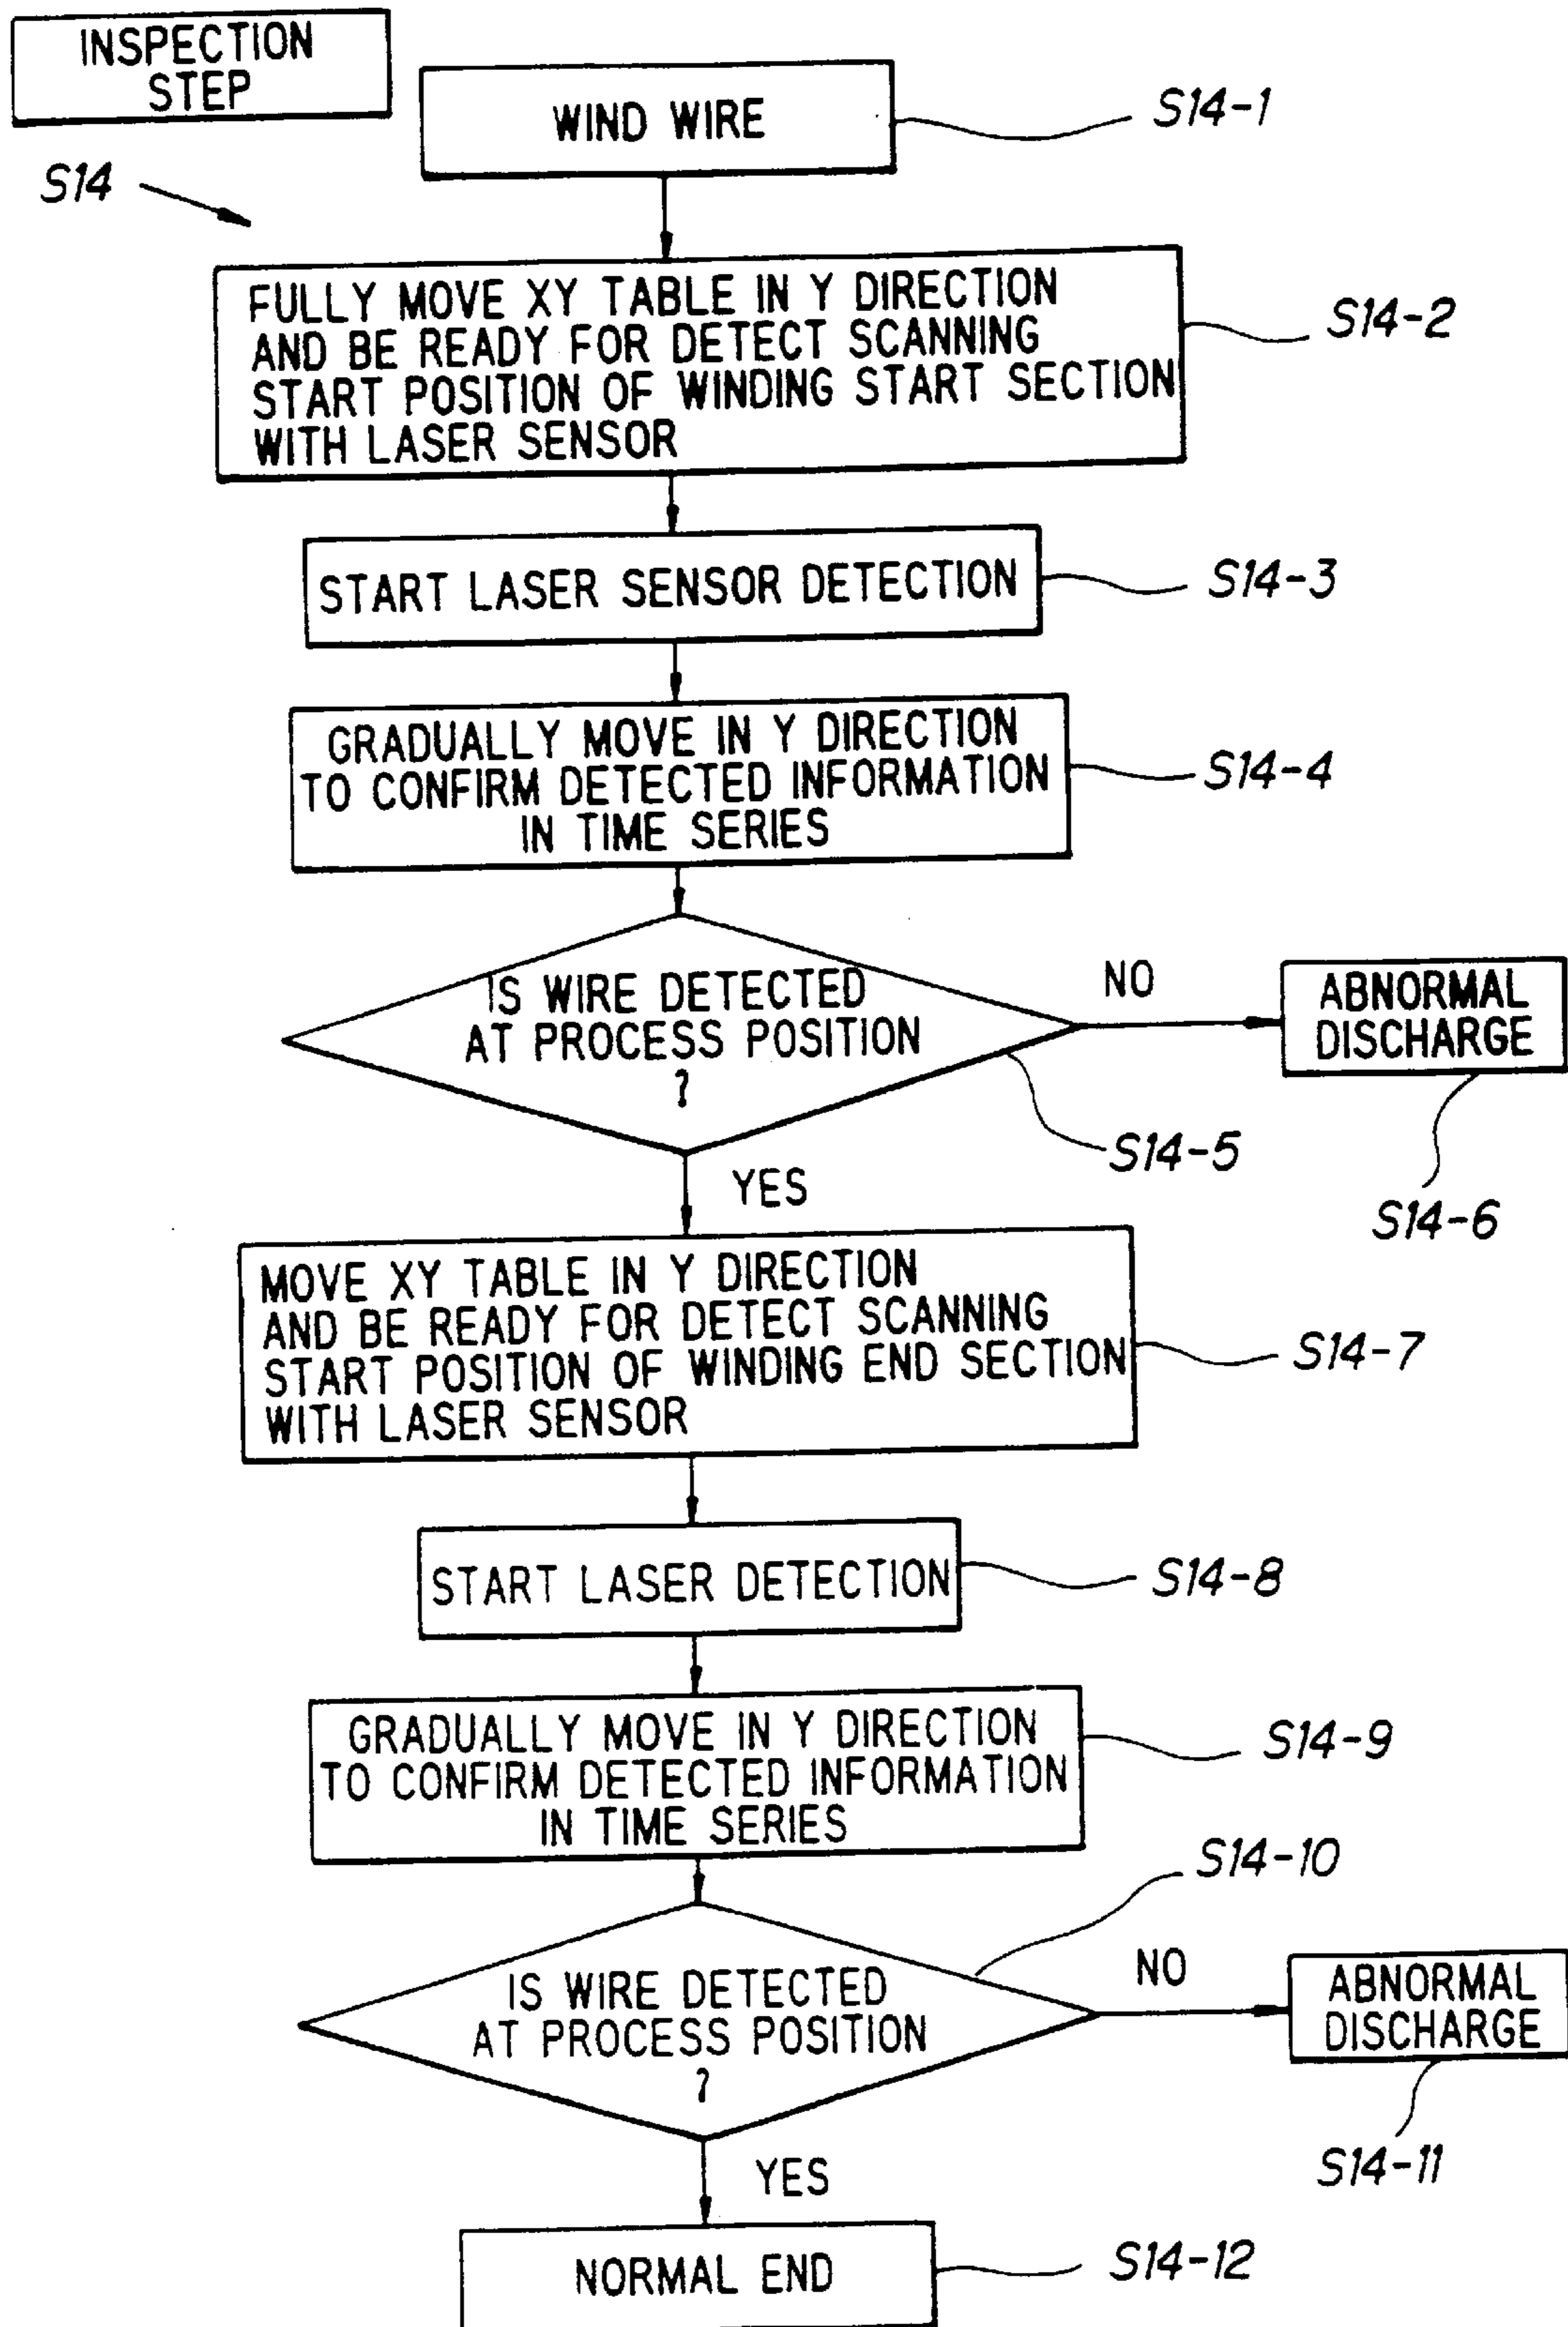 INSPECTION
STEP
S14
WIND WIRE
S14-1
FULLY MOVE XY TABLE IN Y DIRECTION
AND BE READY FOR DETECT SCANNING
START POSITION OF WINDING START SECTION
WITH LASER SENSOR
S14-2
START LASER SENSOR DETECTION
S14-3
GRADUALLY MOVE IN Y DIRECTION
TO CONFIRM DETECTED INFORMATION
IN TIME SERIES
S14-4
IS WIRE DETECTED
AT PROCESS POSITION
?
S14-5
NO
ABNORMAL
DISCHARGE
S14-6
YES
MOVE XY TABLE IN Y DIRECTION
AND BE READY FOR DETECT SCANNING
START POSITION OF WINDING END SECTION
WITH LASER SENSOR
S14-7
START LASER DETECTION
S14-8
GRADUALLY MOVE IN Y DIRECTION
TO CONFIRM DETECTED INFORMATION
IN TIME SERIES
S14-9
S14-10
IS WIRE DETECTED
AT PROCESS POSITION
?
NO
ABNORMAL
DISCHARGE
S14-11
YES
NORMAL END
S14-12